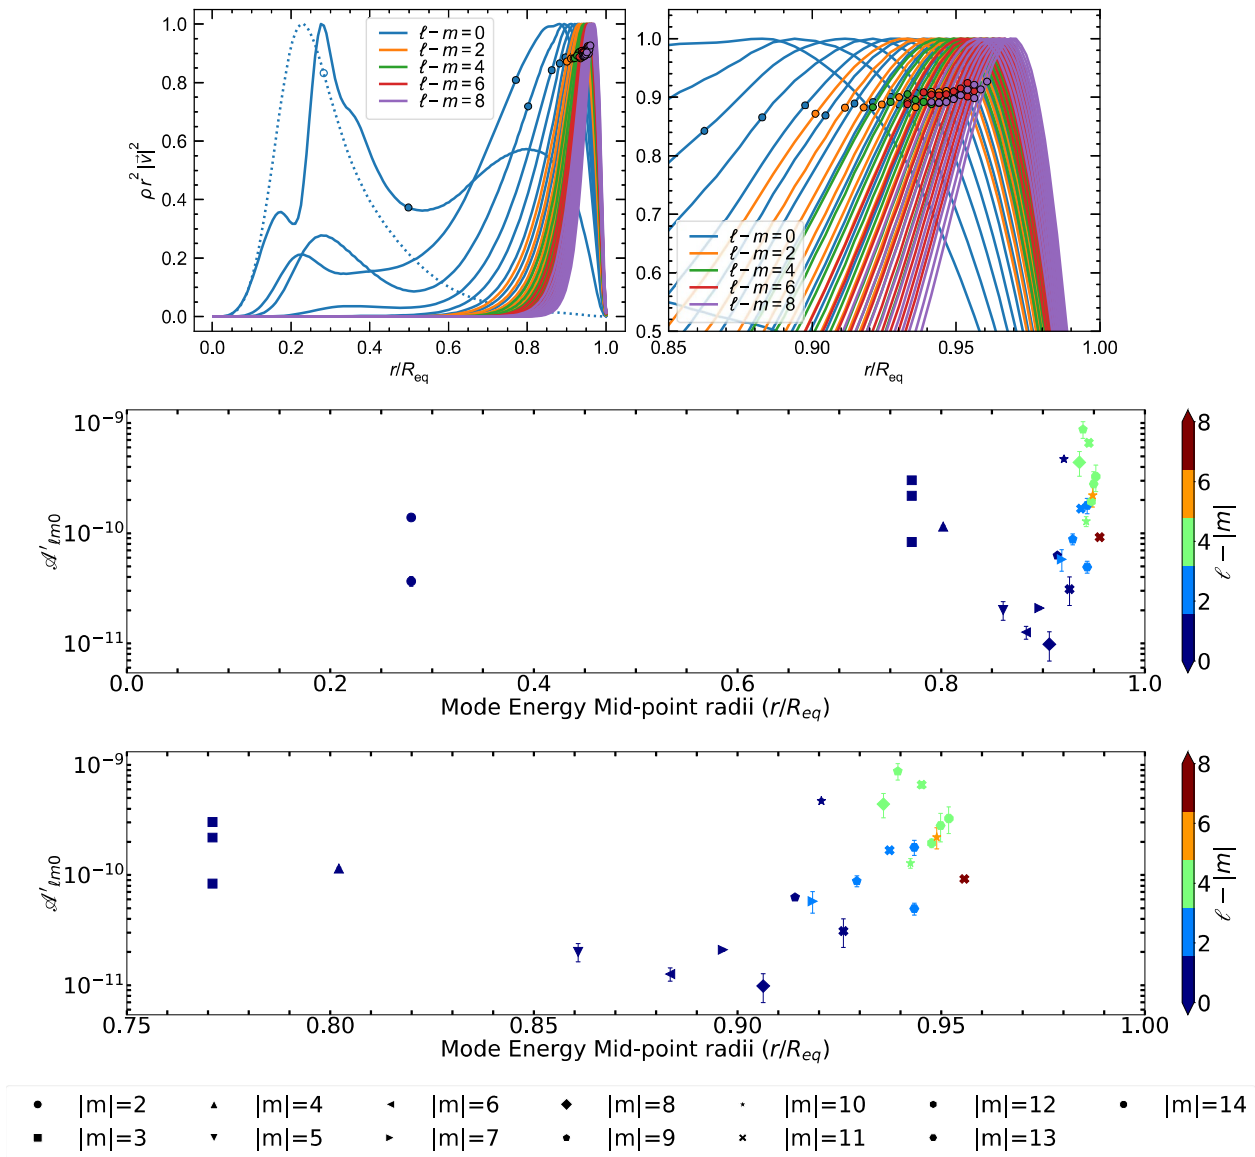 ρr²|v⃗|²
1.0
0.8
0.6
0.4
0.2
0.0
ℓ−m=0
ℓ−m=2
ℓ−m=4
ℓ−m=6
ℓ−m=8
0.0 0.2 0.4 0.6 0.8 1.0
r/R_eq
1.0
0.9
0.8
0.7
0.6
0.5
ℓ−m=0
ℓ−m=2
ℓ−m=4
ℓ−m=6
ℓ−m=8
0.85 0.90 0.95 1.00
r/R_eq
𝒜′_ℓm0
10⁻⁹
10⁻¹⁰
10⁻¹¹
0.0 0.2 0.4 0.6 0.8 1.0
Mode Energy Mid-point radii (r/R_eq)
8
6
4
2
0
ℓ−|m|
𝒜′_ℓm0
10⁻⁹
10⁻¹⁰
10⁻¹¹
0.75 0.80 0.85 0.90 0.95 1.00
Mode Energy Mid-point radii (r/R_eq)
8
6
4
2
0
ℓ−|m|
|m|=2 |m|=4 |m|=6 |m|=8 |m|=10 |m|=12 |m|=14
|m|=3 |m|=5 |m|=7 |m|=9 |m|=11 |m|=13